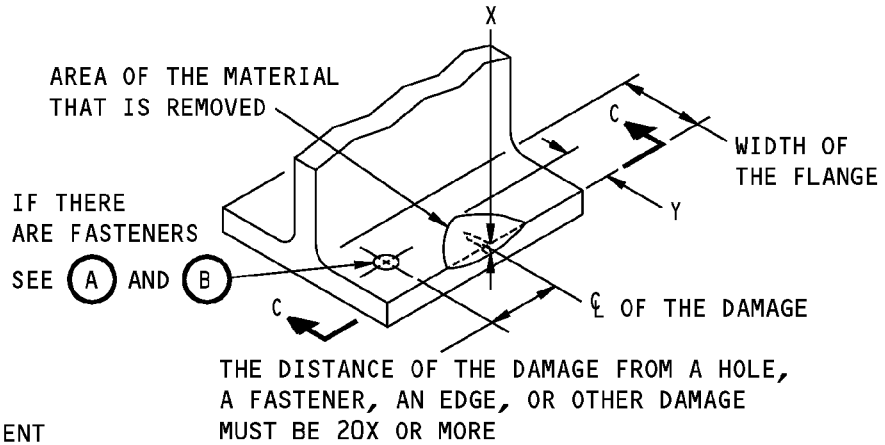 X
AREA OF THE MATERIAL
THAT IS REMOVED
C
WIDTH OF
THE FLANGE
Y
IF THERE
ARE FASTENERS
SEE A AND B
C
℄ OF THE DAMAGE
THE DISTANCE OF THE DAMAGE FROM A HOLE,
A FASTENER, AN EDGE, OR OTHER DAMAGE
MUST BE 20X OR MORE
ENT